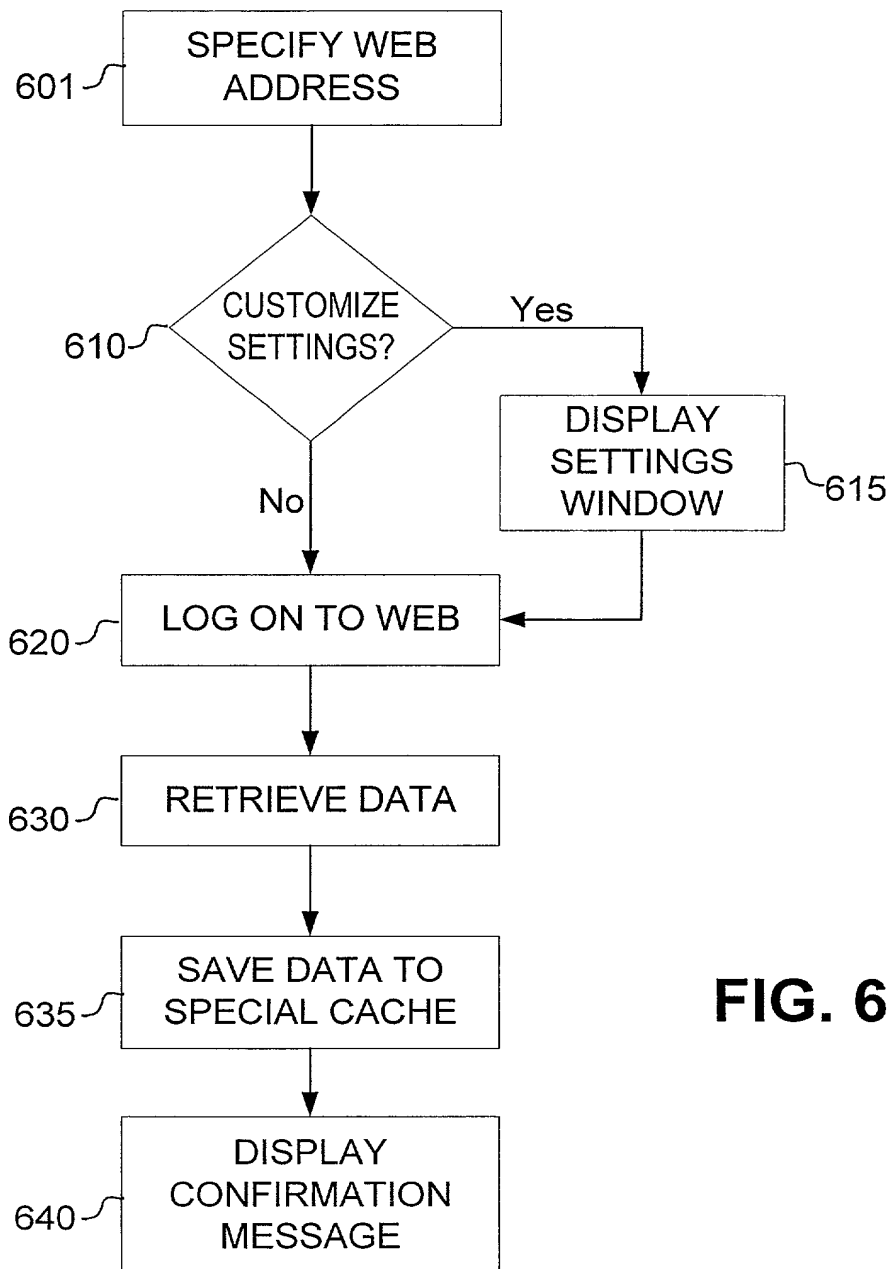 SPECIFY WEB
ADDRESS
601
CUSTOMIZE
SETTINGS?
610
Yes
DISPLAY
SETTINGS
WINDOW
615
No
LOG ON TO WEB
620
RETRIEVE DATA
630
SAVE DATA TO
SPECIAL CACHE
635
FIG. 6
DISPLAY
CONFIRMATION
MESSAGE
640